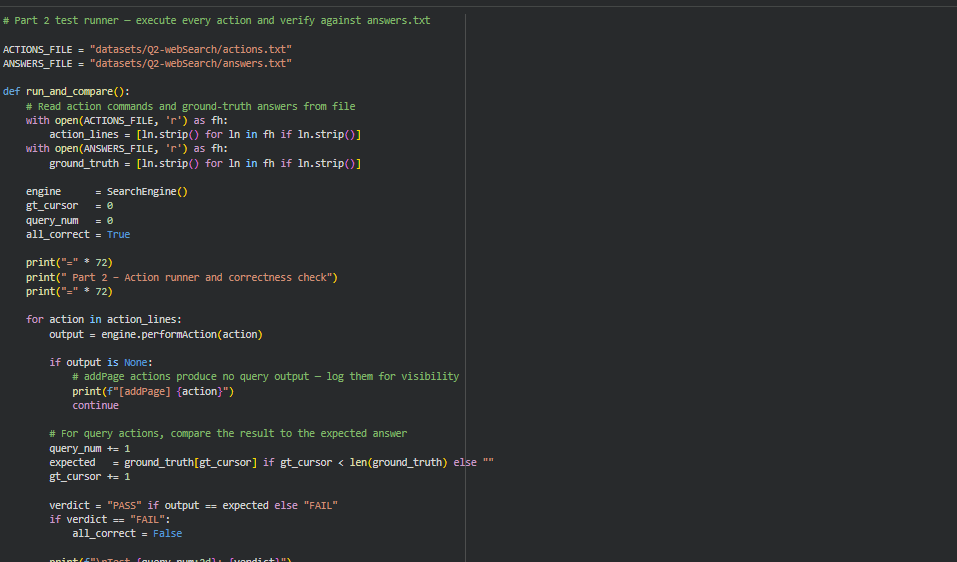 # Part 2 test runner — execute every action and verify against answers.txt
ACTIONS_FILE = "datasets/Q2-webSearch/actions.txt"
ANSWERS_FILE = "datasets/Q2-webSearch/answers.txt"
def run_and_compare():
    # Read action commands and ground-truth answers from file
    with open(ACTIONS_FILE, 'r') as fh:
        action_lines = [ln.strip() for ln in fh if ln.strip()]
    with open(ANSWERS_FILE, 'r') as fh:
        ground_truth = [ln.strip() for ln in fh if ln.strip()]
    engine      = SearchEngine()
    gt_cursor   = 0
    query_num   = 0
    all_correct = True
    print("=" * 72)
    print(" Part 2 – Action runner and correctness check")
    print("=" * 72)
    for action in action_lines:
        output = engine.performAction(action)
        if output is None:
            # addPage actions produce no query output — log them for visibility
            print(f"[addPage] {action}")
            continue
        # For query actions, compare the result to the expected answer
        query_num += 1
        expected   = ground_truth[gt_cursor] if gt_cursor < len(ground_truth) else ""
        gt_cursor += 1
        verdict = "PASS" if output == expected else "FAIL"
        if verdict == "FAIL":
            all_correct = False
        print(f"\nTest {query_num:2d}: {verdict}")